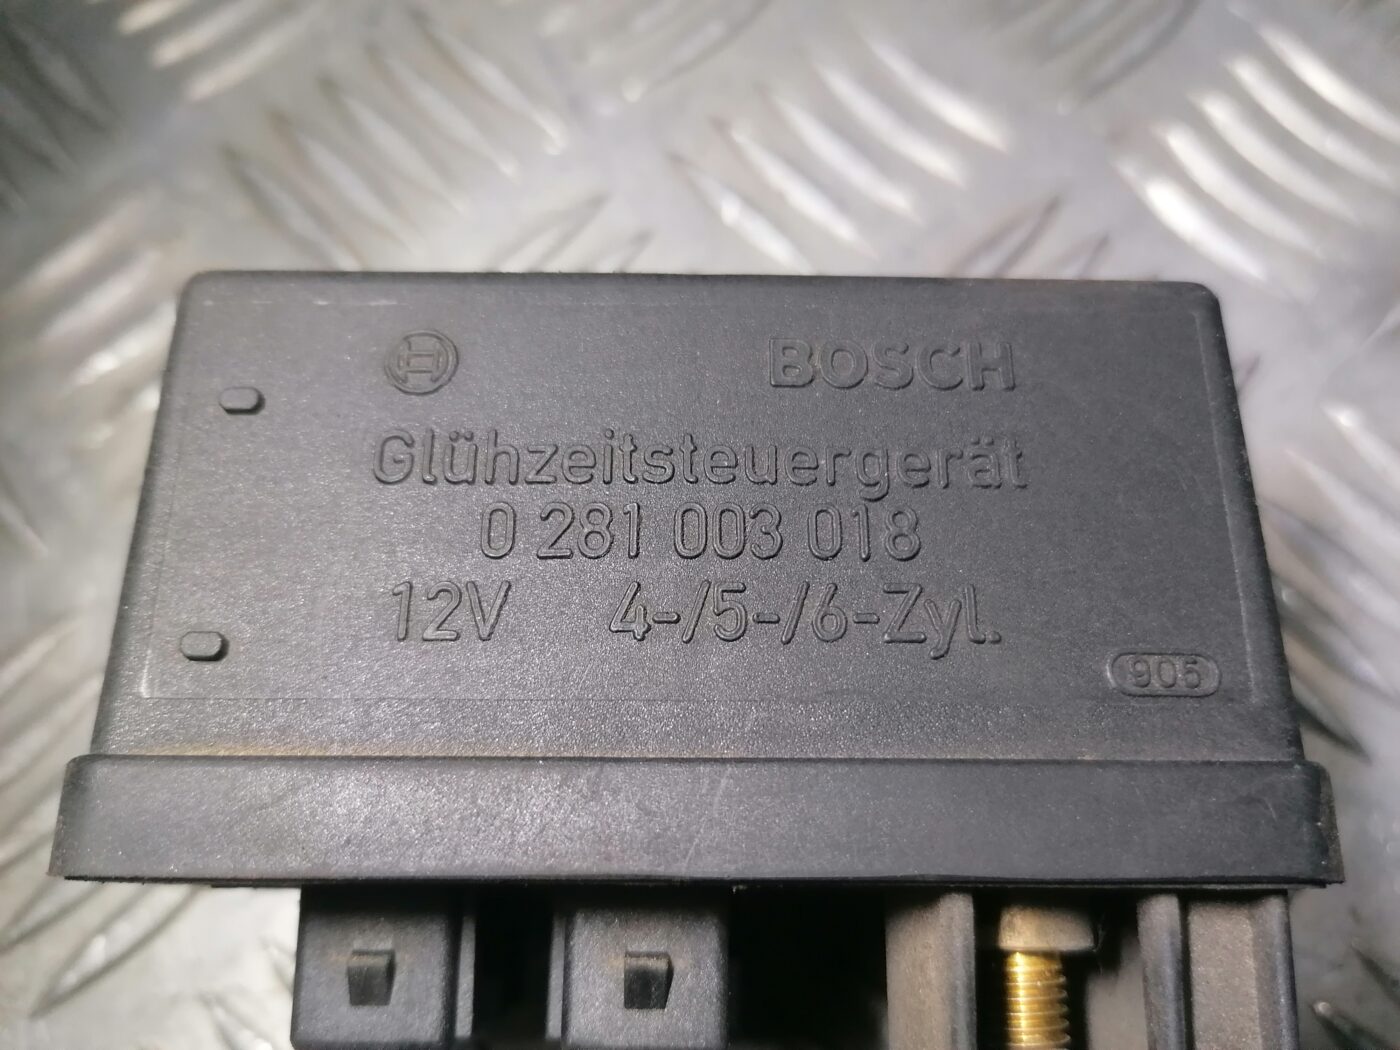 BOSCH
Glühzeitsteuergerät
0 281 003 018
12V 4-/5-/6-Zyl.
905